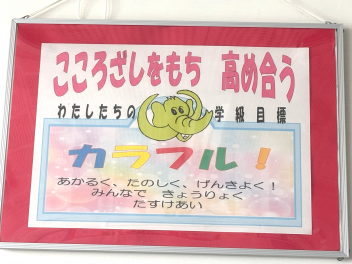 こころざしをもち 高め合う
わたしたちの 学級目標
カラフル!
あかるく、たのしく、げんきよく!
みんなで きょうりょく
たすけあい